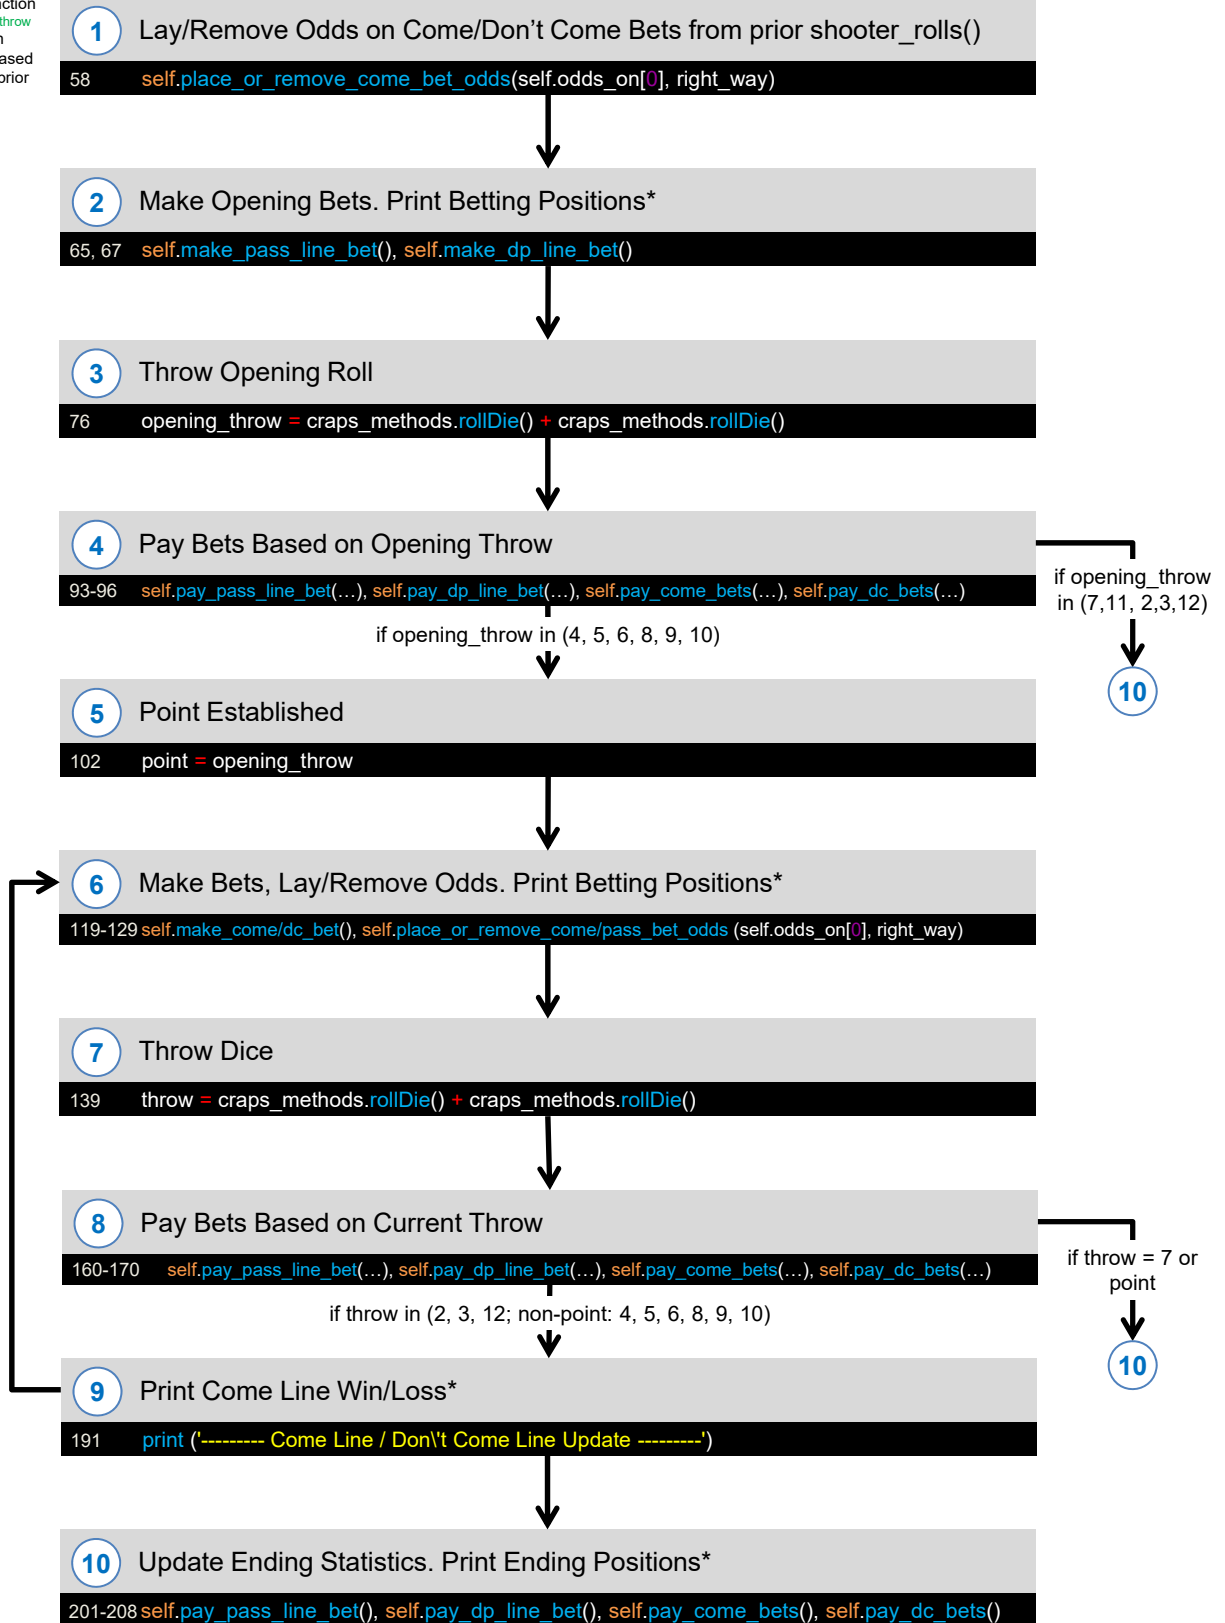 nction
throw
n
ased
prior
1 Lay/Remove Odds on Come/Don’t Come Bets from prior shooter_rolls()
58 self.place_or_remove_come_bet_odds(self.odds_on[0], right_way)
2 Make Opening Bets. Print Betting Positions*
65, 67 self.make_pass_line_bet(), self.make_dp_line_bet()
3 Throw Opening Roll
76 opening_throw = craps_methods.rollDie() + craps_methods.rollDie()
4 Pay Bets Based on Opening Throw
93-96 self.pay_pass_line_bet(…), self.pay_dp_line_bet(…), self.pay_come_bets(…), self.pay_dc_bets(…)
if opening_throw
in (7,11, 2,3,12)
10
if opening_throw in (4, 5, 6, 8, 9, 10)
5 Point Established
102 point = opening_throw
6 Make Bets, Lay/Remove Odds. Print Betting Positions*
119-129 self.make_come/dc_bet(), self.place_or_remove_come/pass_bet_odds (self.odds_on[0], right_way)
7 Throw Dice
139 throw = craps_methods.rollDie() + craps_methods.rollDie()
8 Pay Bets Based on Current Throw
160-170 self.pay_pass_line_bet(…), self.pay_dp_line_bet(…), self.pay_come_bets(…), self.pay_dc_bets(…)
if throw = 7 or
point
10
if throw in (2, 3, 12; non-point: 4, 5, 6, 8, 9, 10)
9 Print Come Line Win/Loss*
191 print ('--------- Come Line / Don\'t Come Line Update ---------')
10 Update Ending Statistics. Print Ending Positions*
201-208 self.pay_pass_line_bet(), self.pay_dp_line_bet(), self.pay_come_bets(), self.pay_dc_bets()